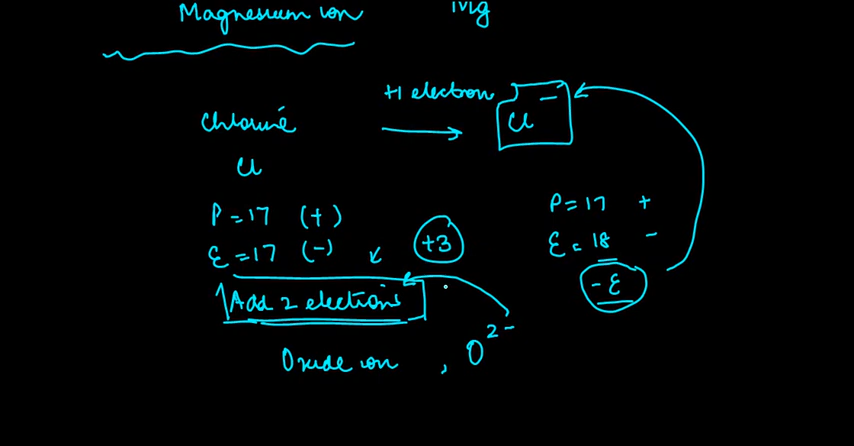 Magnesium ion Mg
+1 electron
Chlorine Cl⁻
Cl
P = 17 (+) P = 17 +
E = 17 (-) +3 E = 18 -
Add 2 electrons - E
Oxide ion , O²⁻